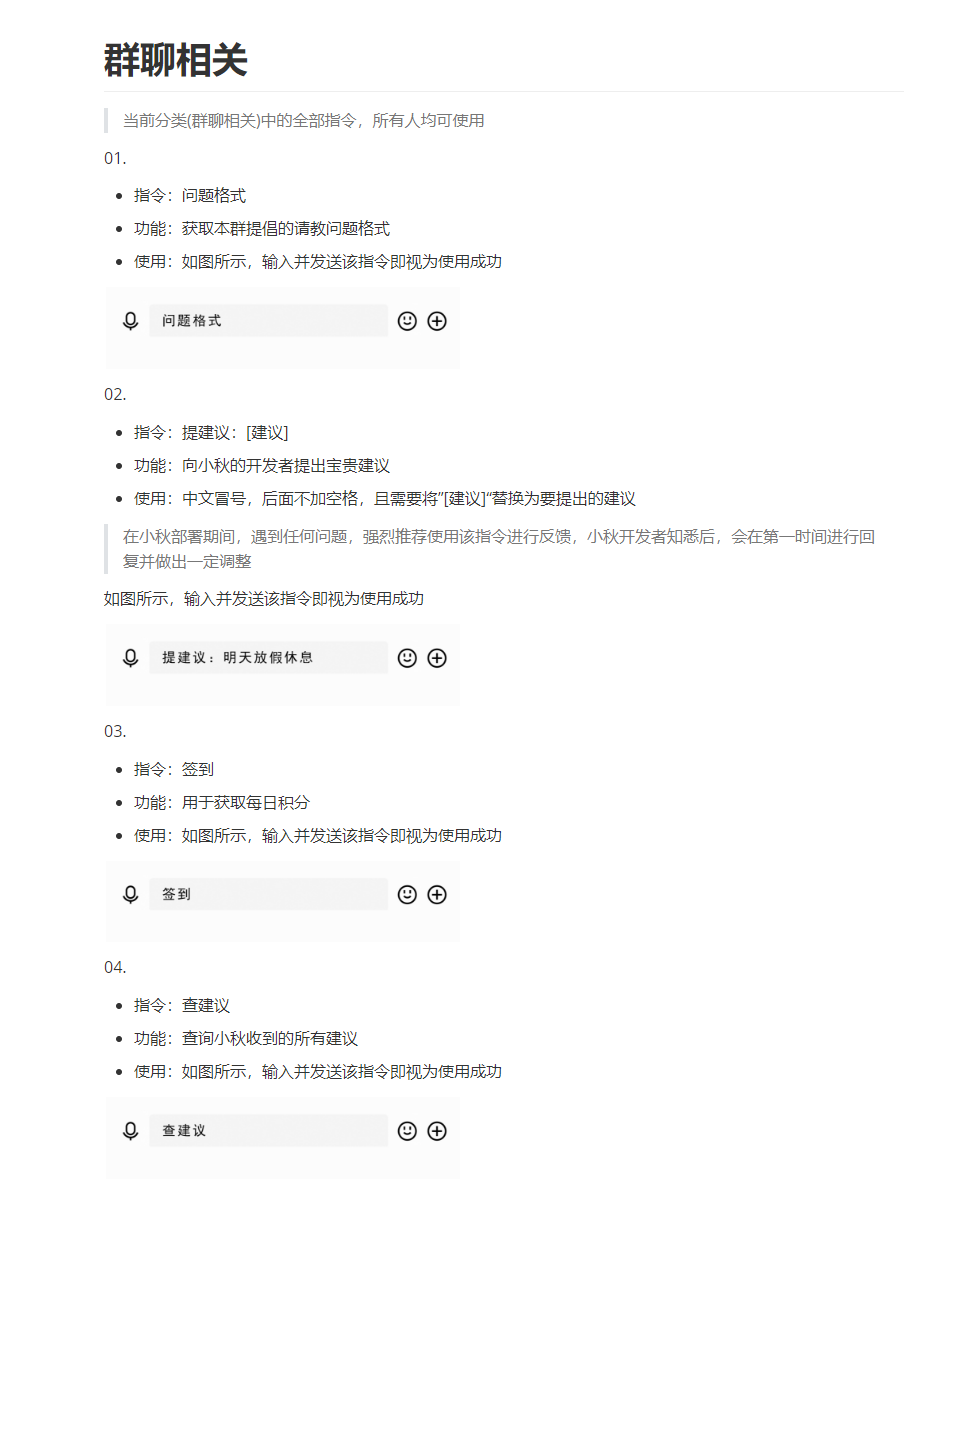 群聊相关
当前分类(群聊相关)中的全部指令，所有人均可使用
01.
指令：问题格式
功能：获取本群提倡的请教问题格式
使用：如图所示，输入并发送该指令即视为使用成功
问题格式
02.
指令：提建议：[建议]
功能：向小秋的开发者提出宝贵建议
使用：中文冒号，后面不加空格，且需要将”[建议]“替换为要提出的建议
在小秋部署期间，遇到任何问题，强烈推荐使用该指令进行反馈，小秋开发者知悉后，会在第一时间进行回
复并做出一定调整
如图所示，输入并发送该指令即视为使用成功
提建议：明天放假休息
03.
指令：签到
功能：用于获取每日积分
使用：如图所示，输入并发送该指令即视为使用成功
签到
04.
指令：查建议
功能：查询小秋收到的所有建议
使用：如图所示，输入并发送该指令即视为使用成功
查建议